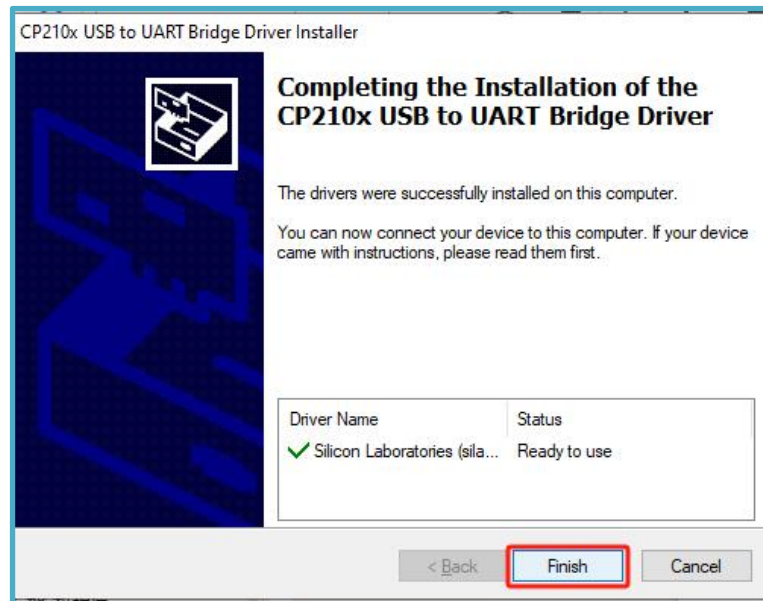 CP210x USB to UART Bridge Driver Installer
Completing the Installation of the
CP210x USB to UART Bridge Driver
The drivers were successfully installed on this computer.
You can now connect your device to this computer. If your device
came with instructions, please read them first.
Driver Name Status
Silicon Laboratories (sila... Ready to use
< Back Finish Cancel